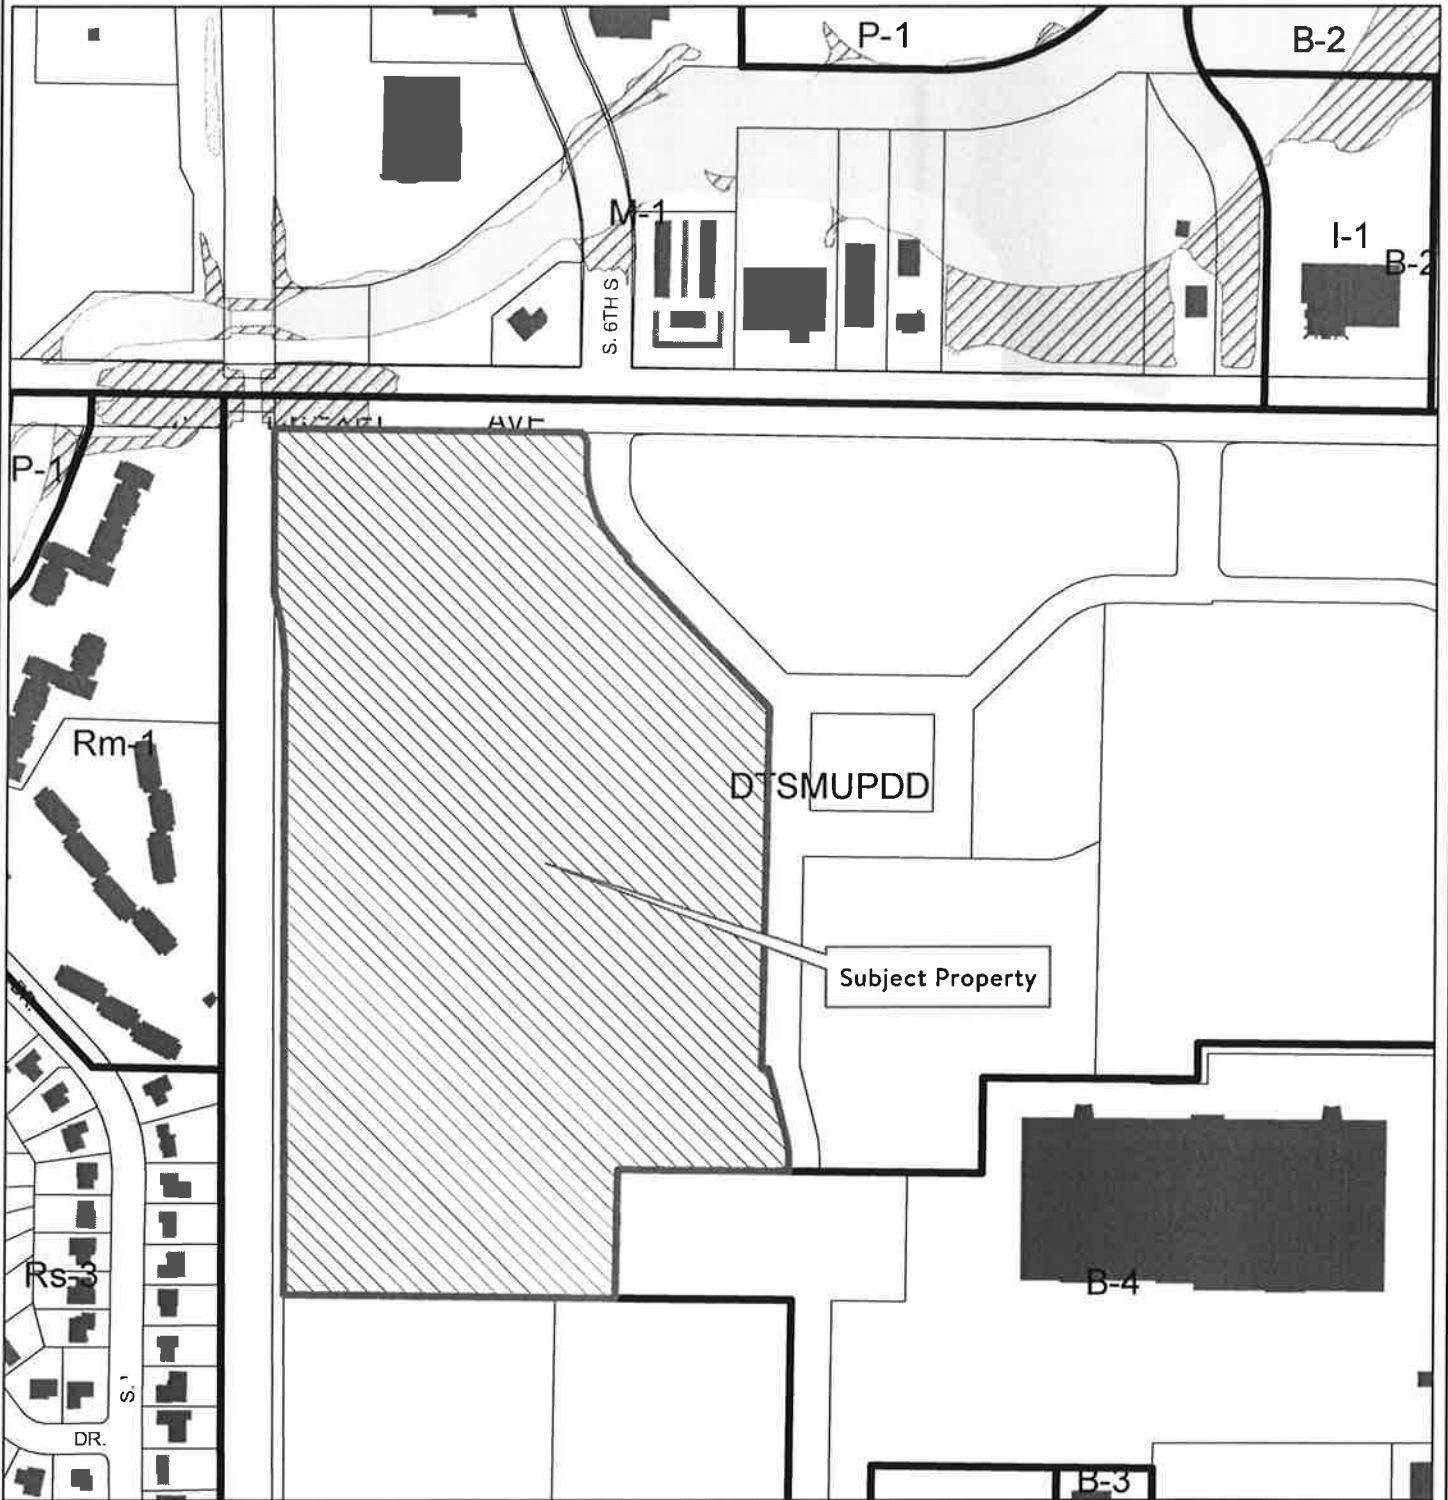 P-1
B-2
M-1
I-1
B-2
S. 6TH S
AVE
P-1
Rm-1
DTSMUPDD
Subject Property
Rs-3
B-4
S.
DR.
B-3